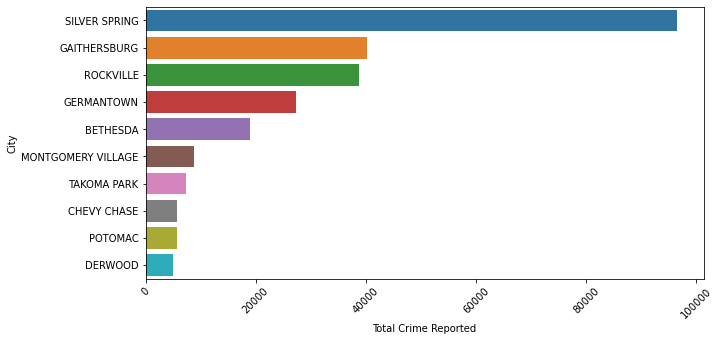 SILVER SPRING
GAITHERSBURG
ROCKVILLE
GERMANTOWN
BETHESDA
MONTGOMERY VILLAGE
TAKOMA PARK
CHEVY CHASE
POTOMAC
DERWOOD
City
0
20000
40000
60000
80000
100000
Total Crime Reported